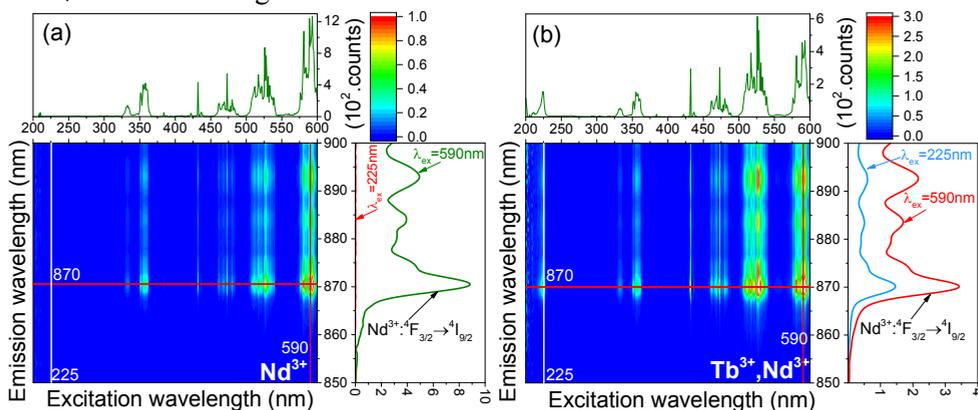 (a)
12
8
4
0
200 250 300 350 400 450 500 550 600
1.0
0.8
0.6
0.4
0.2
0.0
(10².counts)
(b)
6
4
2
200 250 300 350 400 450 500 550 600
3.0
2.5
2.0
1.5
1.0
0.5
0.0
(10².counts)
Emission wavelength (nm)
870
225
590
Nd³⁺
Excitation wavelength (nm)
900
890
880
870
860
850
λex=225nm
λex=590nm
Nd³⁺:⁴F3/2→⁴I9/2
0 2 4 6 8 10
Emission wavelength (nm)
870
225
590
Tb³⁺,Nd³⁺
Excitation wavelength (nm)
900
890
880
870
860
850
λex=225nm
λex=590nm
Nd³⁺:⁴F3/2→⁴I9/2
1 2 3